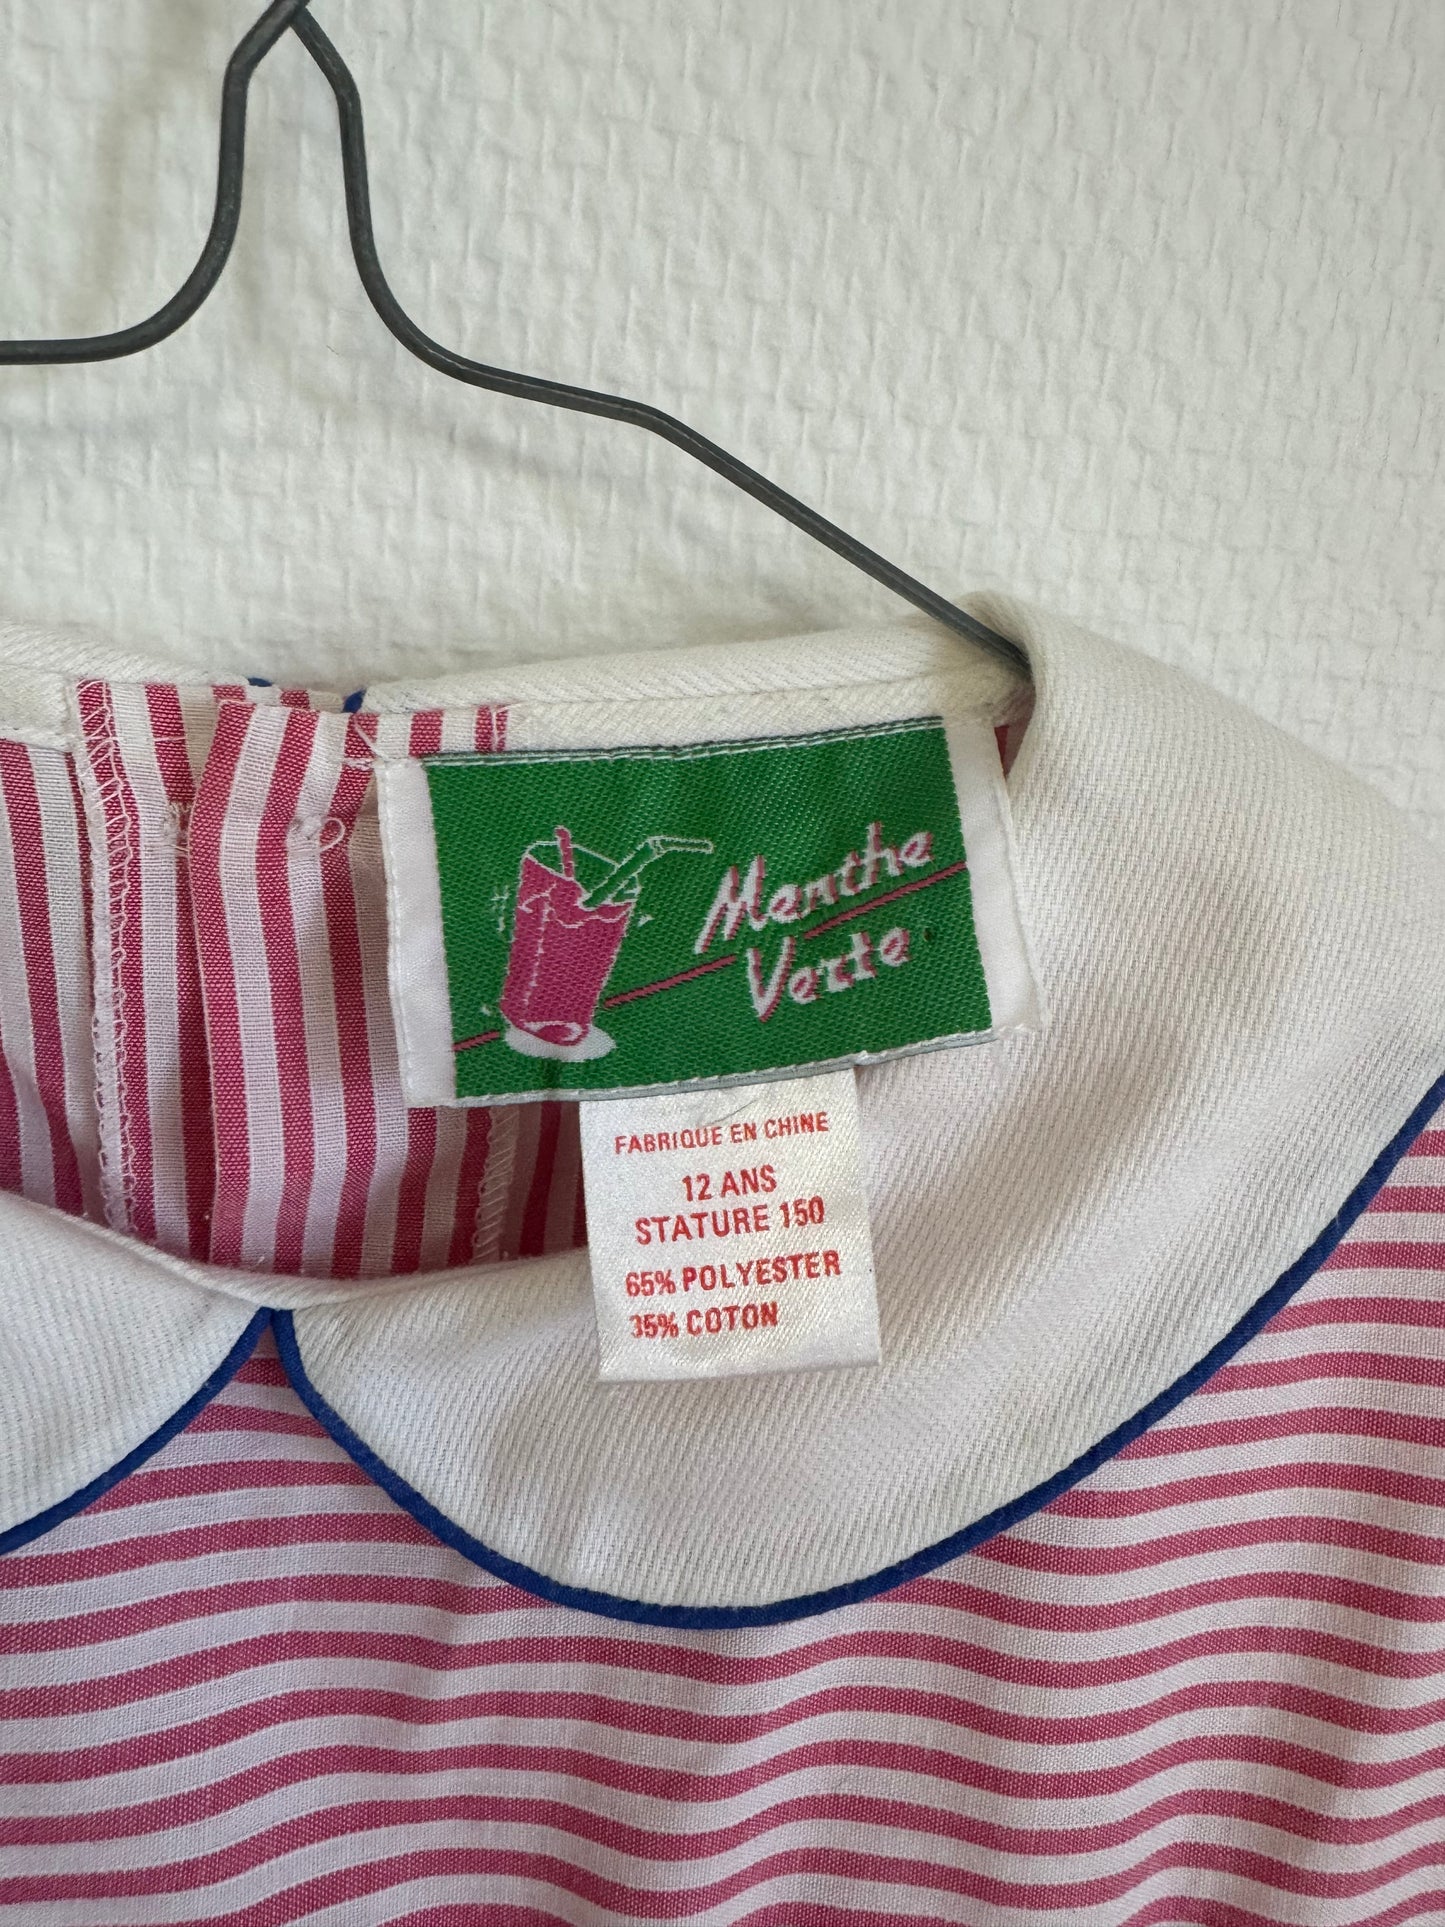 Menthe
Verte
FABRIQUE EN CHINE
12 ANS
STATURE 150
65% POLYESTER
35% COTON